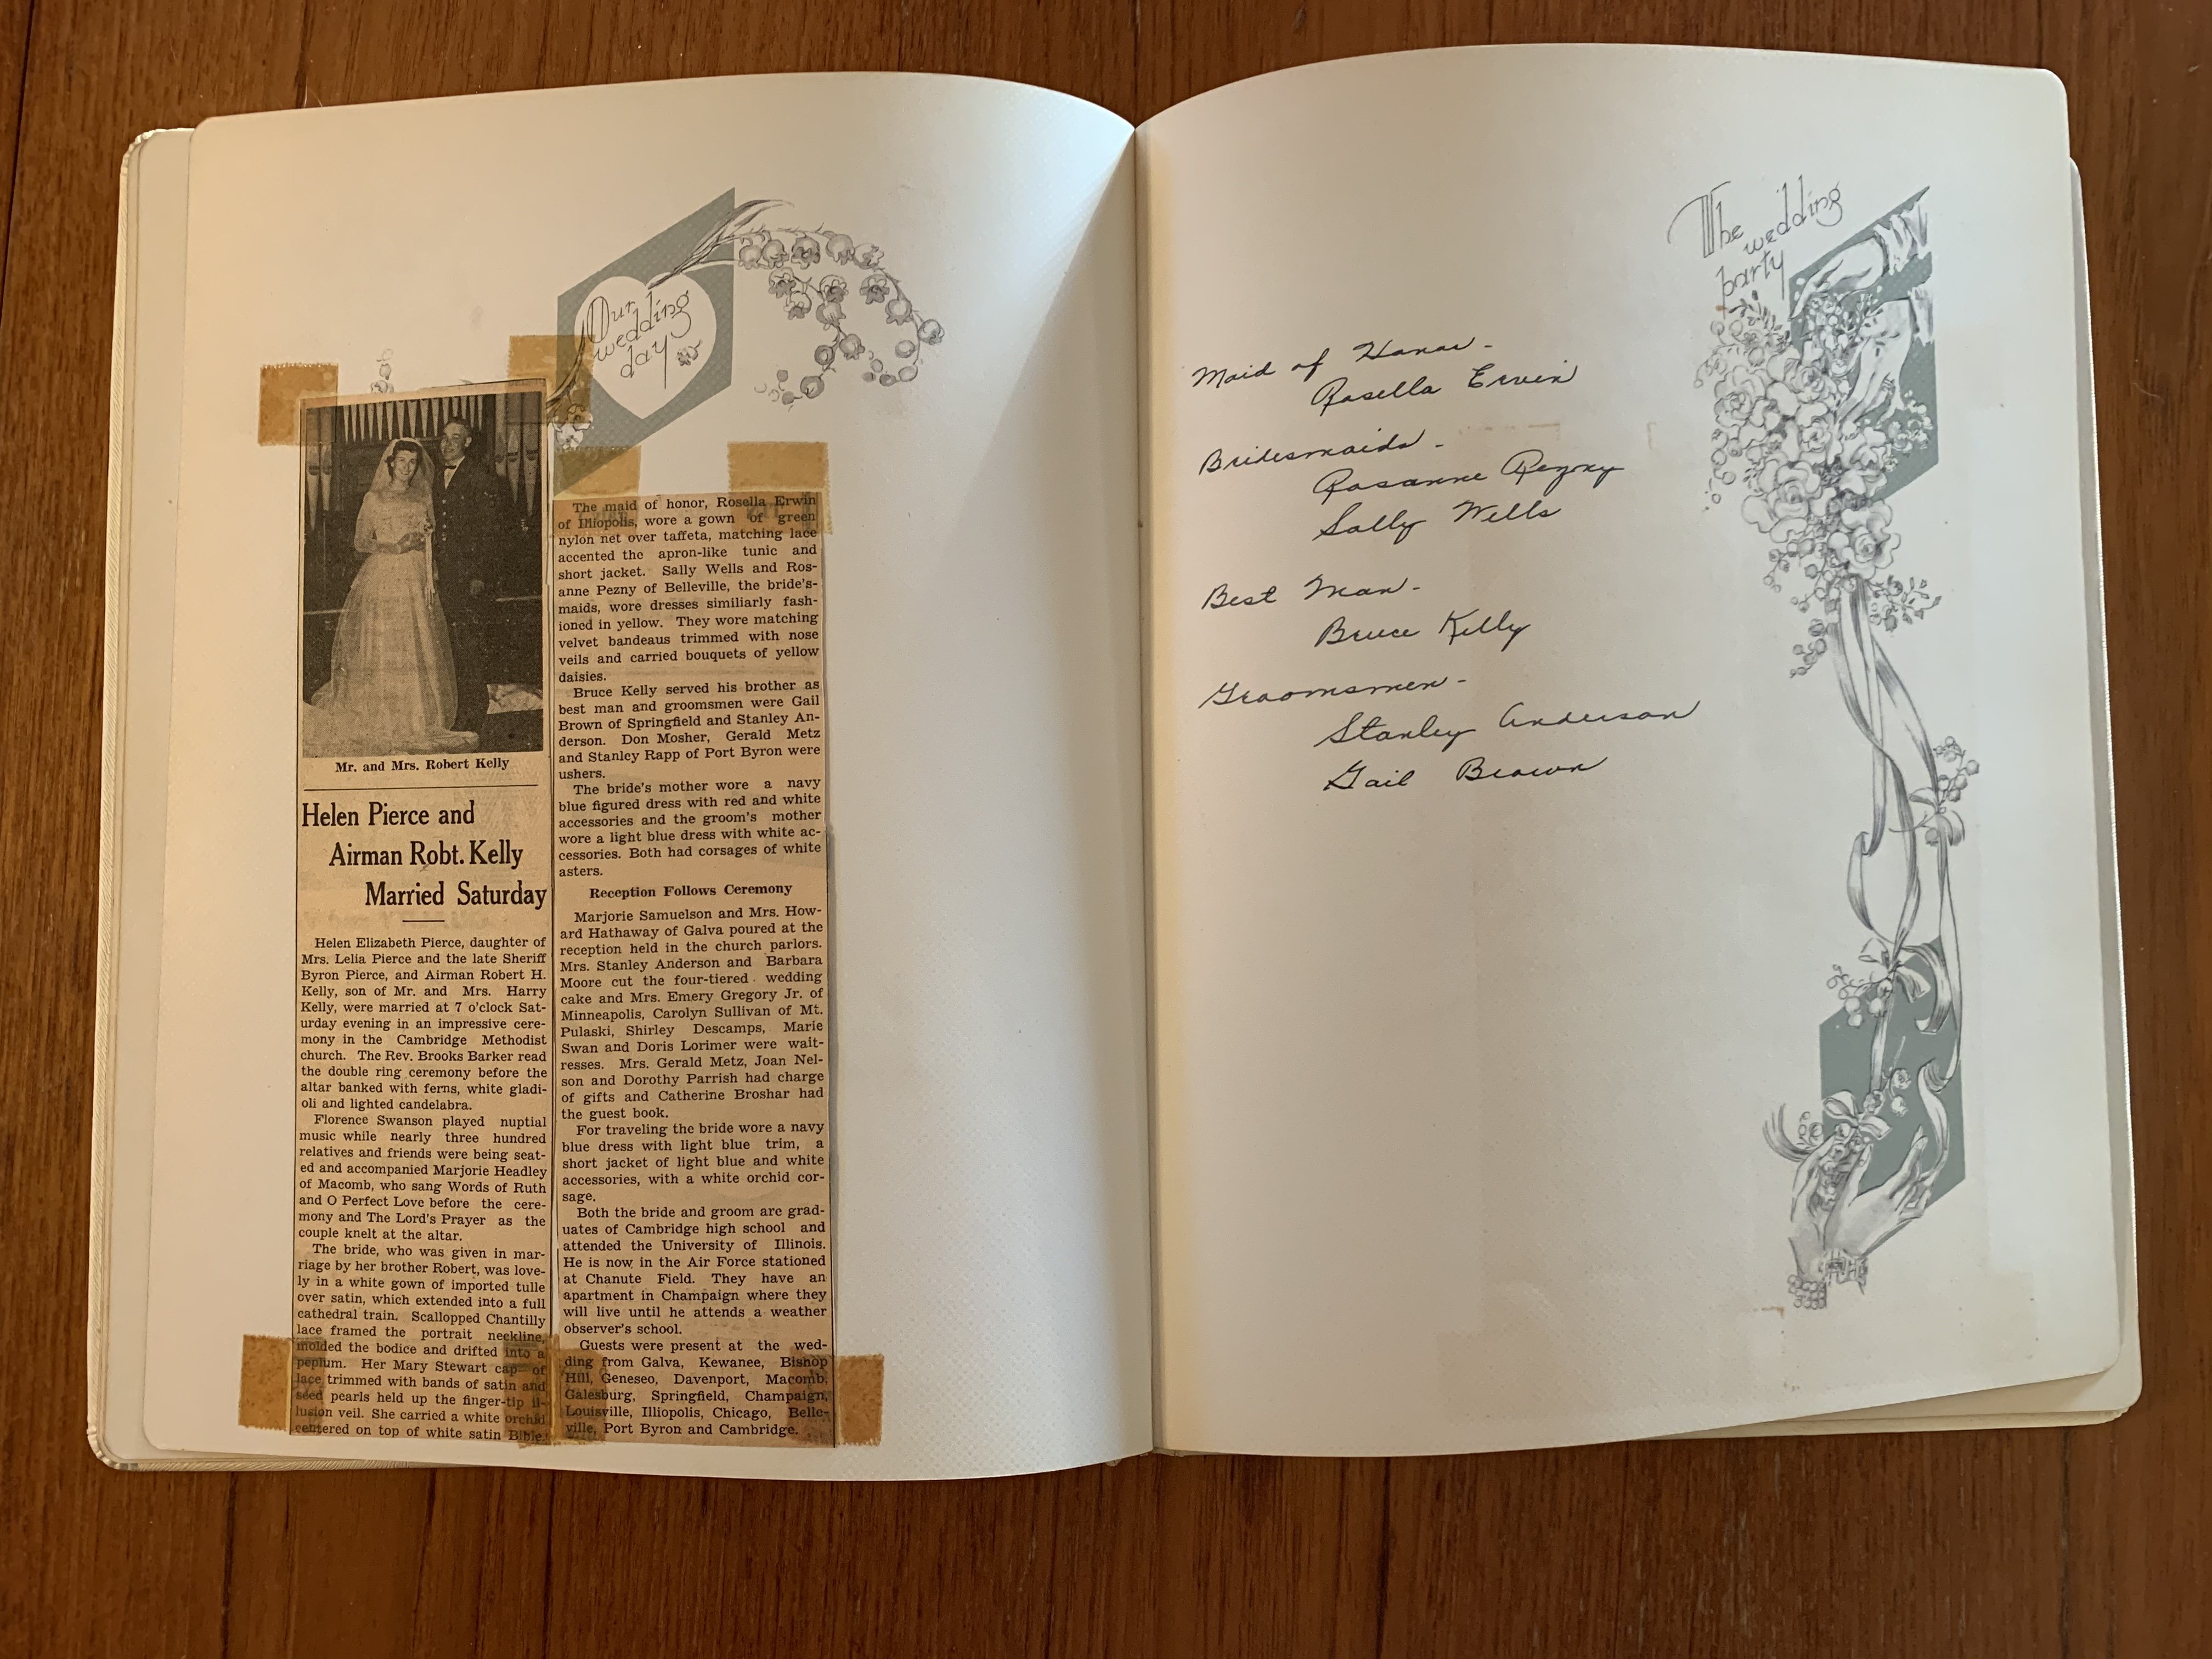 Our
wedding
day
Mr. and Mrs. Robert Kelly
Helen Pierce and
Airman Robt. Kelly
Married Saturday
Helen Elizabeth Pierce, daughter of
Mrs. Lelia Pierce and the late Sheriff
Byron Pierce, and Airman Robert H.
Kelly, son of Mr. and Mrs. Harry
Kelly, were married at 7 o'clock Sat-
urday evening in an impressive cere-
mony in the Cambridge Methodist
church. The Rev. Brooks Barker read
the double ring ceremony before the
altar banked with ferns, white gladi-
oli and lighted candelabra.
Florence Swanson played nuptial
music while nearly three hundred
relatives and friends were being seat-
ed and accompanied Marjorie Headley
of Macomb, who sang Words of Ruth
and O Perfect Love before the cere-
mony and The Lord's Prayer as the
couple knelt at the altar.
The bride, who was given in mar-
riage by her brother Robert, was love-
ly in a white gown of imported tulle
over satin, which extended into a full
cathedral train. Scallopped Chantilly
lace framed the portrait neckline,
molded the bodice and drifted into a
peplum. Her Mary Stewart cap of
lace trimmed with bands of satin and
seed pearls held up the finger-tip il-
lusion veil. She carried a white orchid
centered on top of white satin Bible.
The maid of honor, Rosella Erwin
of Illiopolis, wore a gown of green
nylon net over taffeta, matching lace
accented the apron-like tunic and
short jacket. Sally Wells and Ros-
anne Pezny of Belleville, the bride's-
maids, wore dresses similiarly fash-
ioned in yellow. They wore matching
velvet bandeaus trimmed with nose
veils and carried bouquets of yellow
daisies.
Bruce Kelly served his brother as
best man and groomsmen were Gail
Brown of Springfield and Stanley An-
derson. Don Mosher, Gerald Metz
and Stanley Rapp of Port Byron were
ushers.
The bride's mother wore a navy
blue figured dress with red and white
accessories and the groom's mother
wore a light blue dress with white ac-
cessories. Both had corsages of white
asters.
Reception Follows Ceremony
Marjorie Samuelson and Mrs. How-
ard Hathaway of Galva poured at the
reception held in the church parlors.
Mrs. Stanley Anderson and Barbara
Moore cut the four-tiered wedding
cake and Mrs. Emery Gregory Jr. of
Minneapolis, Carolyn Sullivan of Mt.
Pulaski, Shirley Descamps, Marie
Swan and Doris Lorimer were wait-
resses. Mrs. Gerald Metz, Joan Nel-
son and Dorothy Parrish had charge
of gifts and Catherine Broshar had
the guest book.
For traveling the bride wore a navy
blue dress with light blue trim, a
short jacket of light blue and white
accessories, with a white orchid cor-
sage.
Both the bride and groom are grad-
uates of Cambridge high school and
attended the University of Illinois.
He is now in the Air Force stationed
at Chanute Field. They have an
apartment in Champaign where they
will live until he attends a weather
observer's school.
Guests were present at the wed-
ding from Galva, Kewanee, Bishop
Hill, Geneseo, Davenport, Macomb,
Galesburg, Springfield, Champaign,
Louisville, Illiopolis, Chicago, Belle-
ville, Port Byron and Cambridge.
The
wedding
party
Maid of Honor -
Rosella Erwin
Bridesmaids -
Rosanne
Sally Wells
Best Man -
Bruce Kelly
Groomsmen -
Stanley Anderson
Gail Brown